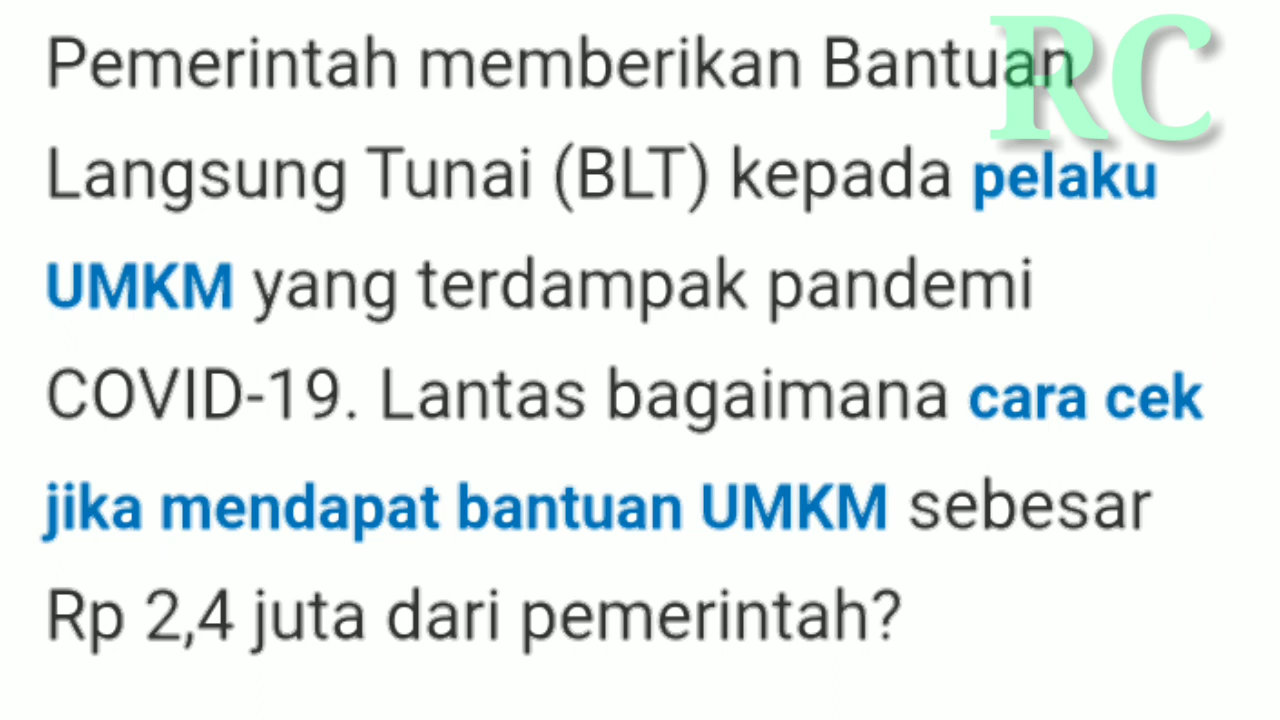 RC
Pemerintah memberikan Bantuan
Langsung Tunai (BLT) kepada pelaku
UMKM yang terdampak pandemi
COVID-19. Lantas bagaimana cara cek
jika mendapat bantuan UMKM sebesar
Rp 2,4 juta dari pemerintah?